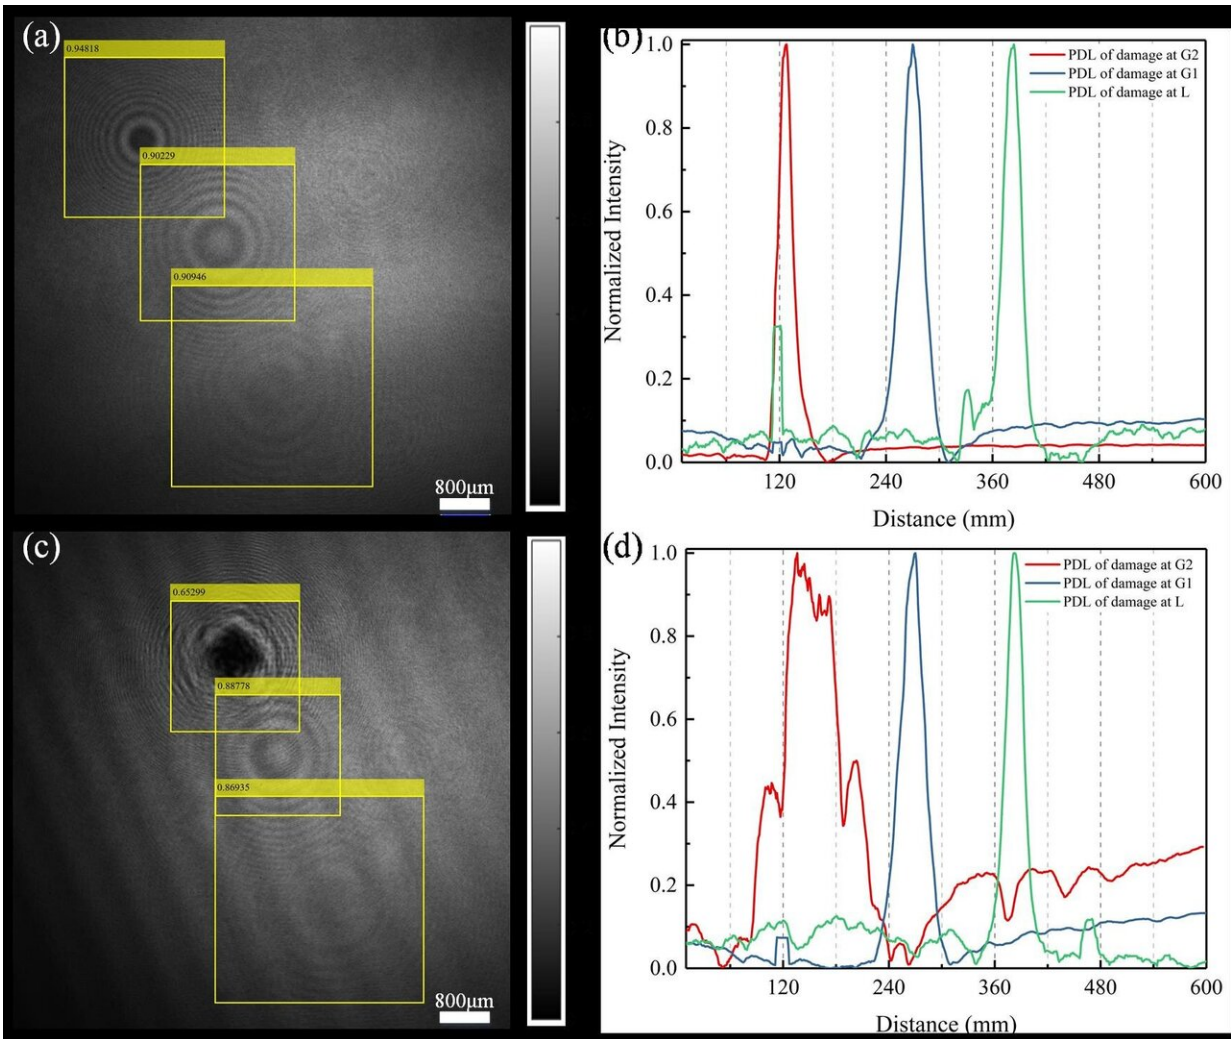 (a)
0.94818
0.90229
0.90946
800μm
(b)
1.0
0.8
0.6
0.4
0.2
0.0
120
240
360
480
600
Normalized Intensity
Distance (mm)
PDL of damage at G2
PDL of damage at G1
PDL of damage at L
(c)
0.65299
0.88778
0.86935
800μm
(d)
1.0
0.8
0.6
0.4
0.2
0.0
120
240
360
480
600
Normalized Intensity
Distance (mm)
PDL of damage at G2
PDL of damage at G1
PDL of damage at L